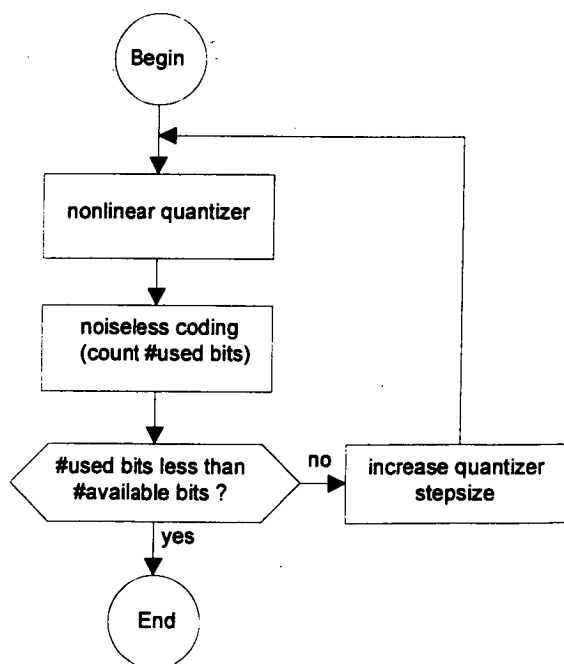 Begin
nonlinear quantizer
noiseless coding
(count #used bits)
#used bits less than
#available bits ?
no
increase quantizer
stepsize
yes
End